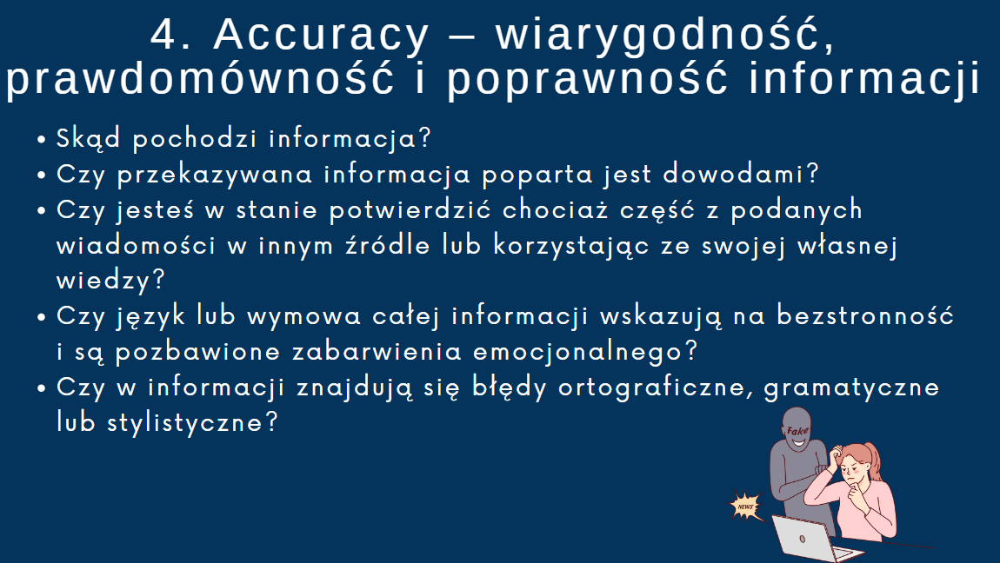 4. Accuracy – wiarygodność,
prawdomówność i poprawność informacji
• Skąd pochodzi informacja?
• Czy przekazywana informacja poparta jest dowodami?
• Czy jesteś w stanie potwierdzić chociaż część z podanych
wiadomości w innym źródle lub korzystając ze swojej własnej
wiedzy?
• Czy język lub wymowa całej informacji wskazują na bezstronność
i są pozbawione zabarwienia emocjonalnego?
• Czy w informacji znajdują się błędy ortograficzne, gramatyczne
lub stylistyczne?
Fake
NEWS